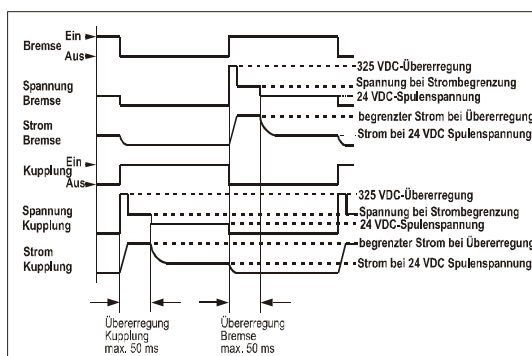 Ein
Bremse
Aus
325 VDC-Übererregung
Spannung bei Strombegrenzung
Spannung
Bremse
24 VDC-Spulenspannung
begrenzter Strom bei Übererregung
Strom
Bremse
Strom bei 24 VDC Spulenspannung
Ein
Kupplung
Aus
325 VDC-Übererregung
Spannung bei Strombegrenzung
Spannung
Kupplung
24 VDC-Spulenspannung
begrenzter Strom bei Übererregung
Strom
Kupplung
Strom bei 24 VDC Spulenspannung
Übererregung
Kupplung
max. 50 ms
Übererregung
Bremse
max. 50 ms